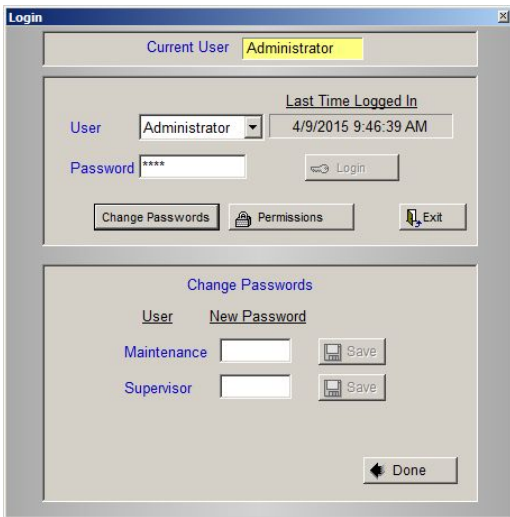 Login
Current User Administrator
Last Time Logged In
User Administrator 4/9/2015 9:46:39 AM
Password **** Login
Change Passwords Permissions Exit
Change Passwords
User New Password
Maintenance Save
Supervisor Save
Done